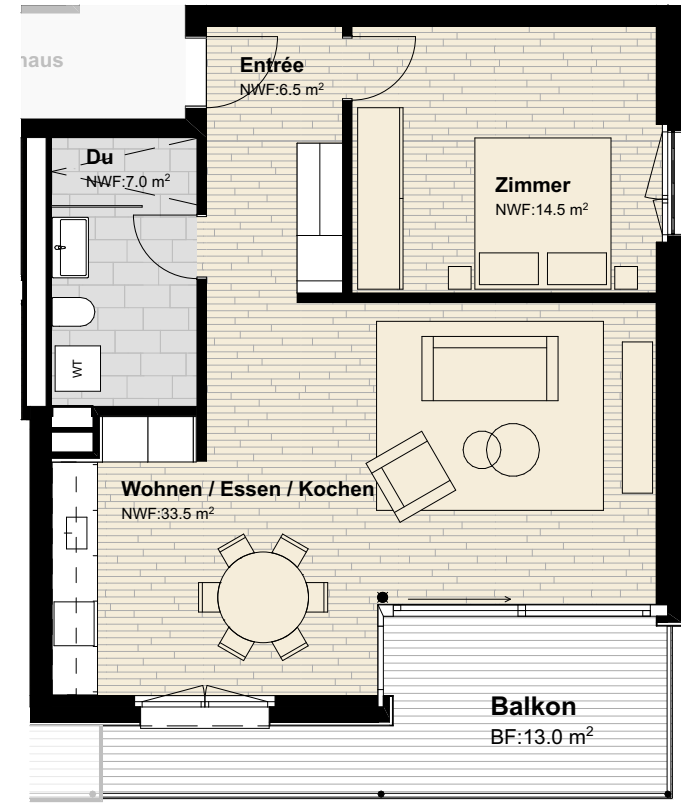 haus
Entrée
NWF:6.5 m²
Du
NWF:7.0 m²
Zimmer
NWF:14.5 m²
WT
Wohnen / Essen / Kochen
NWF:33.5 m²
Balkon
BF:13.0 m²